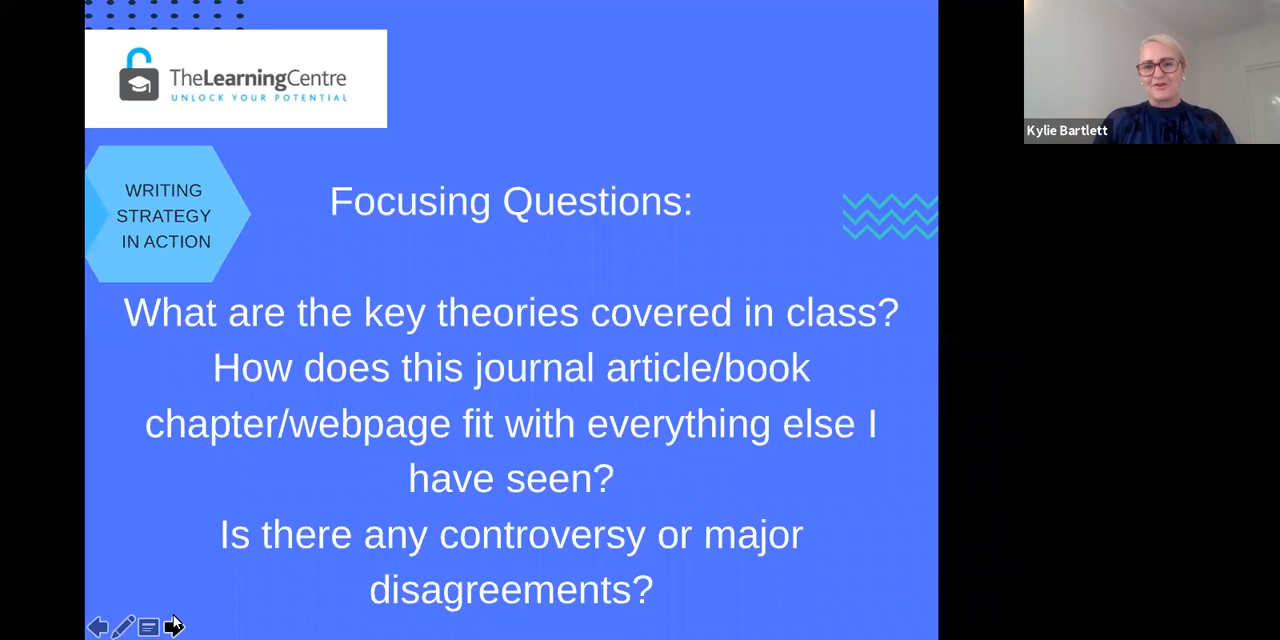 TheLearningCentre
UNLOCK YOUR POTENTIAL
Kylie Bartlett
WRITING
STRATEGY
IN ACTION
Focusing Questions:
What are the key theories covered in class?
How does this journal article/book
chapter/webpage fit with everything else I
have seen?
Is there any controversy or major
disagreements?